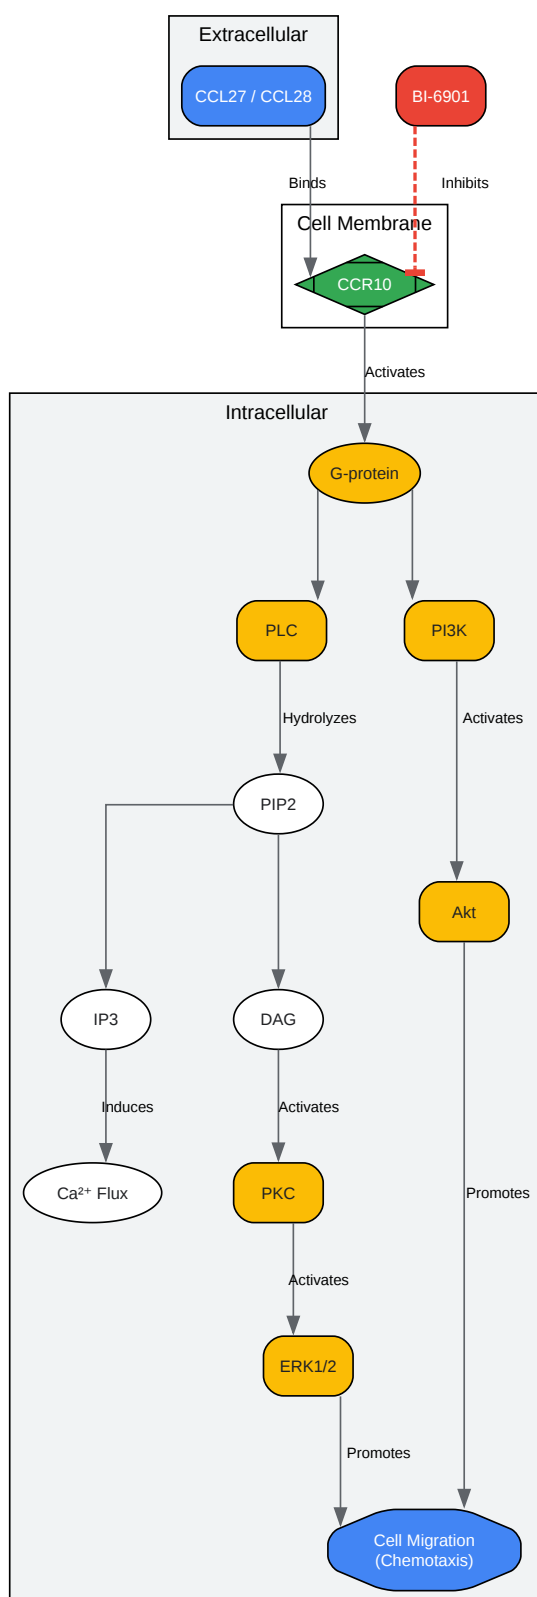 Extracellular
CCL27 / CCL28
BI-6901
Binds
Inhibits
Cell Membrane
CCR10
Activates
Intracellular
G-protein
PLC
PI3K
Hydrolyzes
Activates
PIP2
Akt
IP3
DAG
Induces
Activates
Ca²⁺ Flux
PKC
Promotes
Activates
ERK1/2
Promotes
Cell Migration
(Chemotaxis)